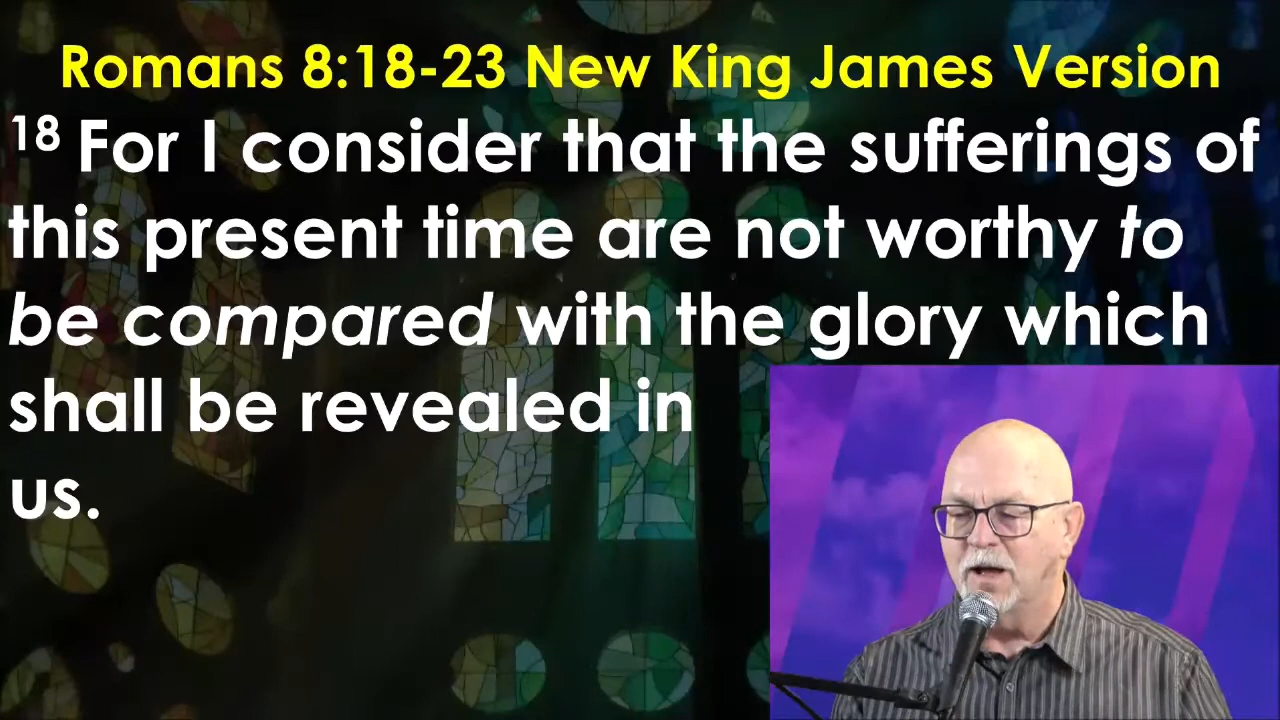 Romans 8:18-23 New King James Version
18 For I consider that the sufferings of
this present time are not worthy to
be compared with the glory which
shall be revealed in
us.